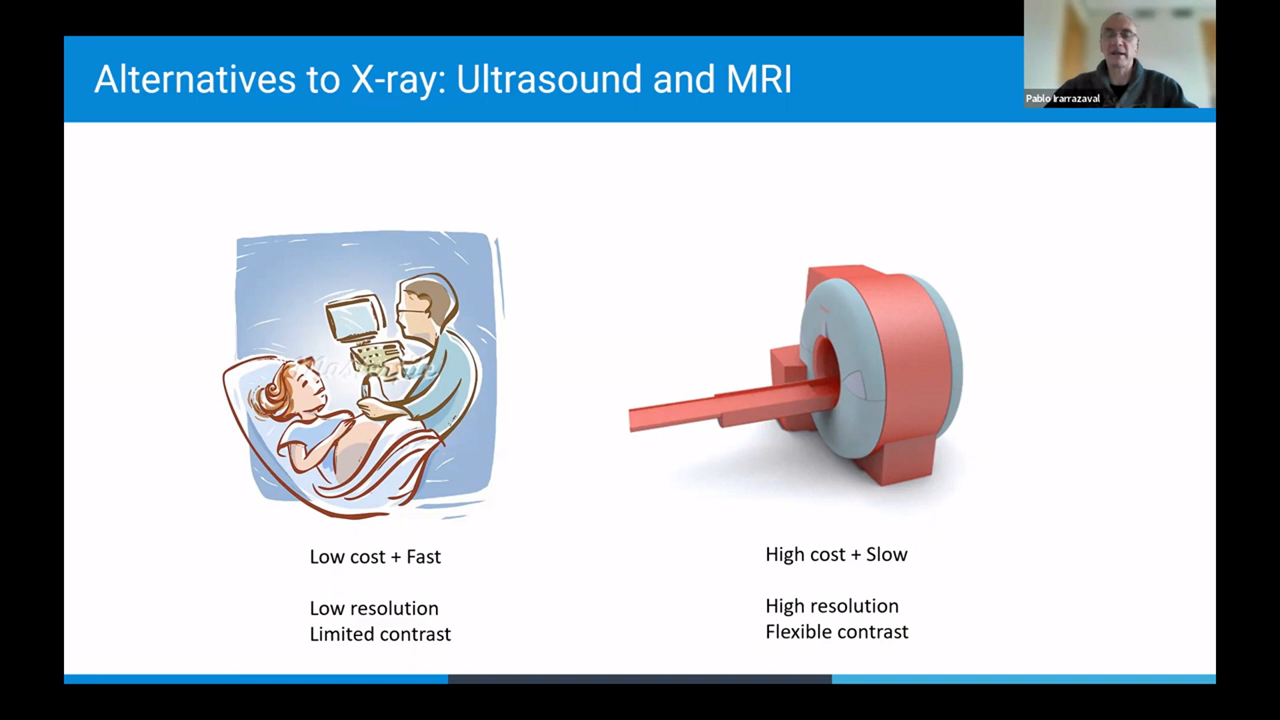 Alternatives to X-ray: Ultrasound and MRI
Pablo Irarrazaval
Low cost + Fast
Low resolution
Limited contrast
High cost + Slow
High resolution
Flexible contrast